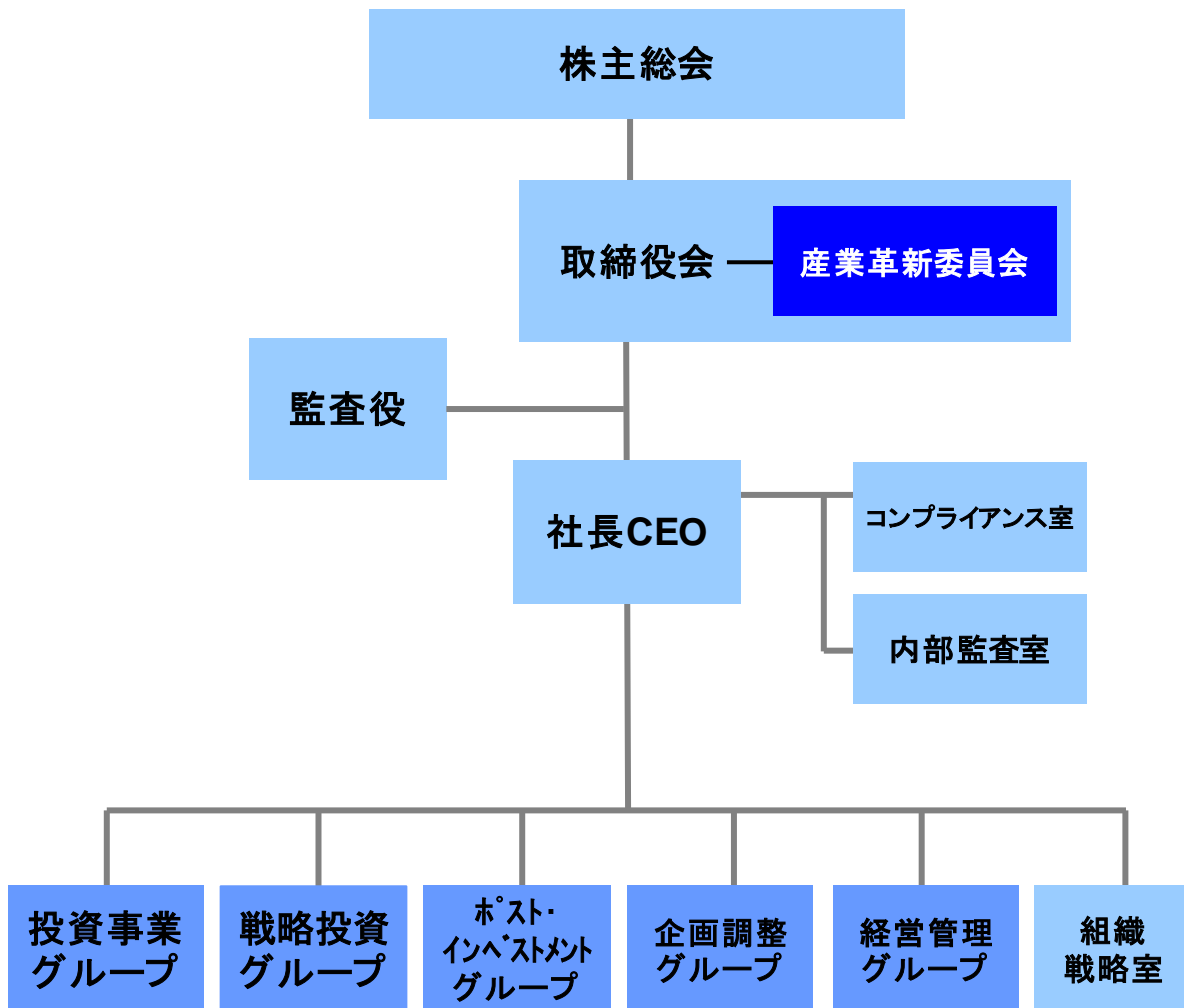 株主総会
取締役会
産業革新委員会
監査役
社長CEO
コンプライアンス室
内部監査室
投資事業
グループ
戦略投資
グループ
ﾎﾟｽﾄ・
ｲﾝﾍﾞｽﾄﾒﾝﾄ
グループ
企画調整
グループ
経営管理
グループ
組織
戦略室